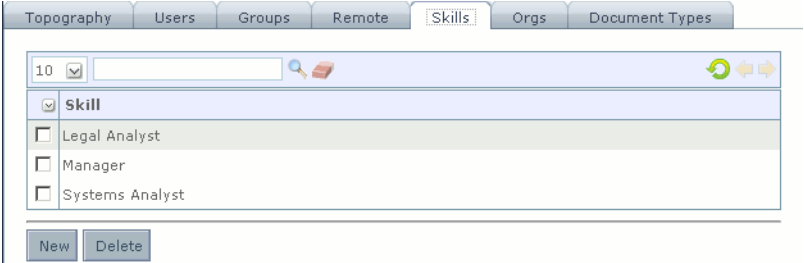 Topography Users Groups Remote Skills Orgs Document Types
10
Skill
Legal Analyst
Manager
Systems Analyst
New Delete